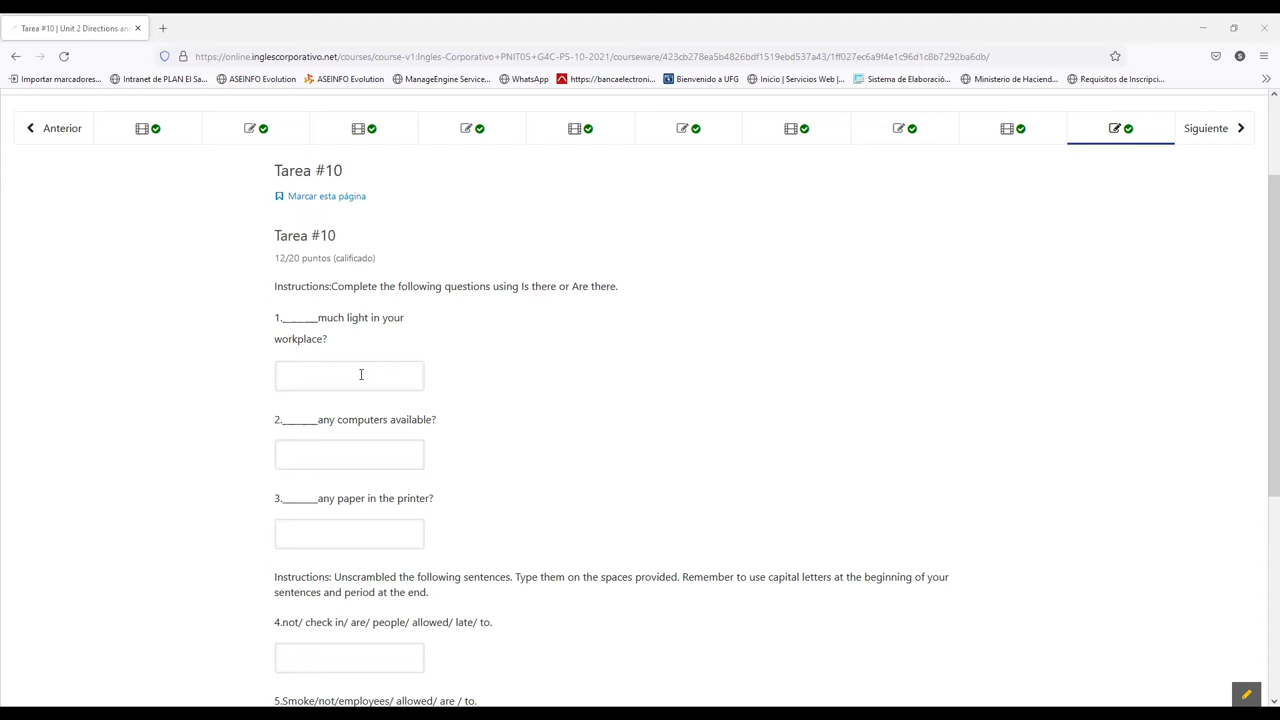 Tarea #10 | Unit 2 Directions an
https://online.inglescorporativo.net/courses/course-v1:Ingles-Corporativo+PNIT05+G4C-P5-10-2021/courseware/423cb278ea5b4826bdf1519ebd537a43/1ff027ec6a9f4e1c96d1c8b7292ba6db/
Importar marcadores... Intranet de PLAN El Sa... ASEINFO Evolution ASEINFO Evolution ManageEngine Service... WhatsApp https://bancaelectroni... Bienvenido a UFG Inicio | Servicios Web |... Sistema de Elaboració... Ministerio de Haciend... Requisitos de Inscripci...
Anterior Siguiente
Tarea #10
Marcar esta página
Tarea #10
12/20 puntos (calificado)
Instructions:Complete the following questions using Is there or Are there.
1._______much light in your
workplace?
2._______any computers available?
3._______any paper in the printer?
Instructions: Unscrambled the following sentences. Type them on the spaces provided. Remember to use capital letters at the beginning of your
sentences and period at the end.
4.not/ check in/ are/ people/ allowed/ late/ to.
5.Smoke/not/employees/ allowed/ are / to.